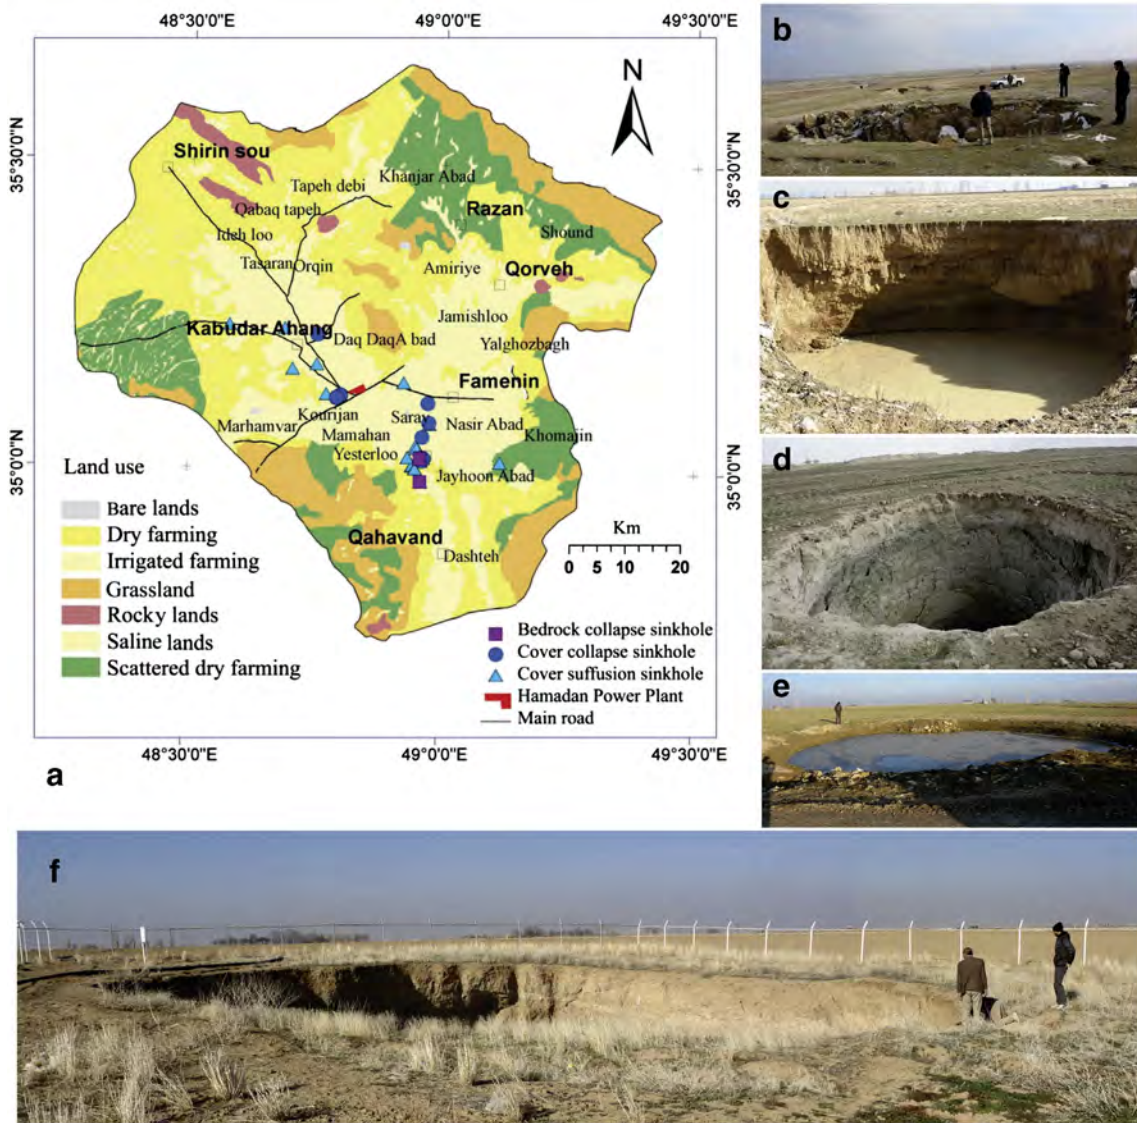 48°30'0"E
49°0'0"E
49°30'0"E
35°30'0"N
35°0'0"N
35°30'0"N
35°0'0"N
N
Shirin sou
Khanjar Abad
Tapeh debi
Qabaq tapeh
Razan
Ideh loo
Shound
Tasaran
Orqin
Amiriye
Qorveh
Jamishloo
Kabudar Ahang
Daq DaqA bad
Yalghozbagh
Famenin
Kourijan
Saray
Marhamvar
Nasir Abad
Mamahan
Khomajin
Yesterloo
Jayhoon Abad
Qahavand
Dashteh
Land use
Bare lands
Dry farming
Irrigated farming
Grassland
Rocky lands
Saline lands
Scattered dry farming
Km
0 5 10 20
Bedrock collapse sinkhole
Cover collapse sinkhole
Cover suffusion sinkhole
Hamadan Power Plant
Main road
48°30'0"E
49°0'0"E
49°30'0"E
a
b
c
d
e
f